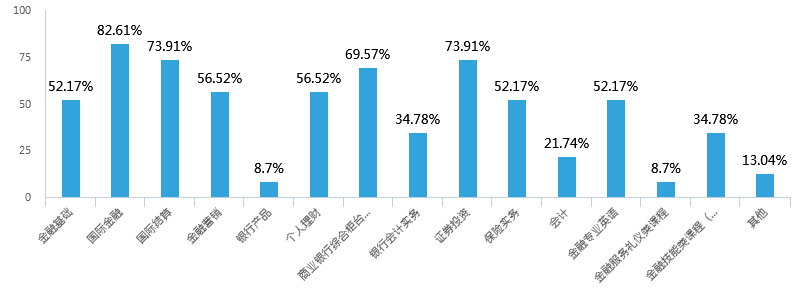 100
82.61%
73.91%
73.91%
75
69.57%
56.52%
56.52%
52.17%
52.17%
52.17%
50
34.78%
34.78%
25
21.74%
13.04%
8.7%
8.7%
0
金融基础
国际金融
国际结算
金融营销
银行产品
个人理财
商业银行综合柜台...
银行会计实务
证券投资
保险实务
会计
金融专业英语
金融服务礼仪类课程
金融技能类课程（...
其他